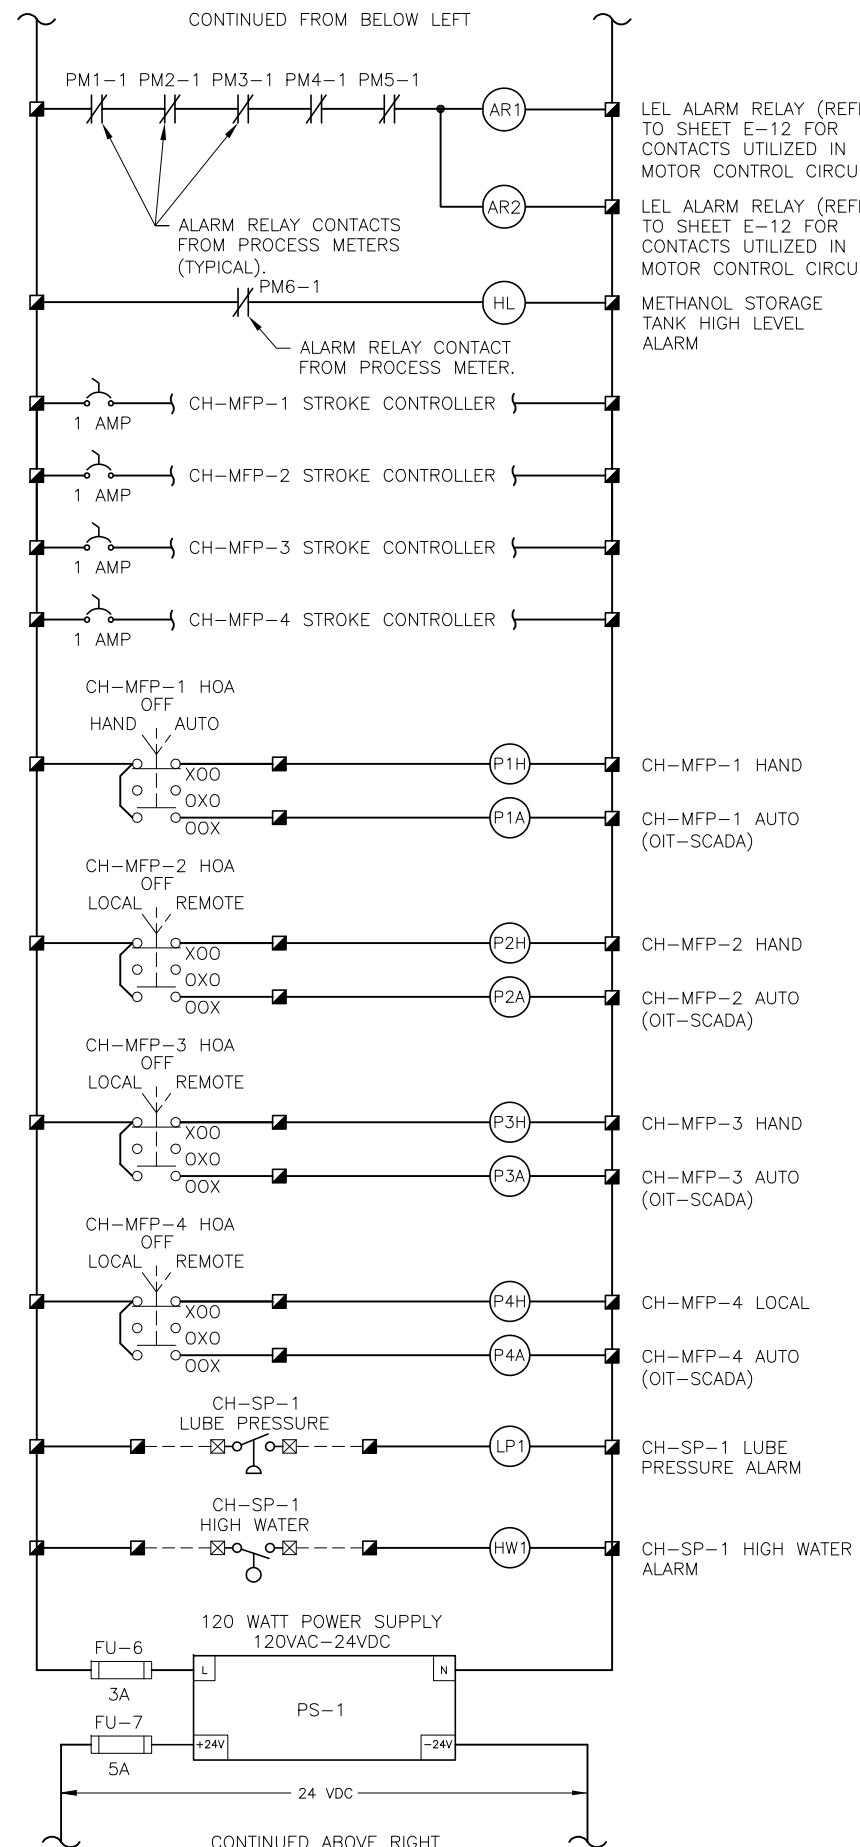 CONTINUED FROM BELOW LEFT
PM1-1 PM2-1 PM3-1 PM4-1 PM5-1
AR1
LEL ALARM RELAY (REF
TO SHEET E-12 FOR
CONTACTS UTILIZED IN
MOTOR CONTROL CIRCU
AR2
LEL ALARM RELAY (REF
TO SHEET E-12 FOR
CONTACTS UTILIZED IN
MOTOR CONTROL CIRCU
ALARM RELAY CONTACTS
FROM PROCESS METERS
(TYPICAL).
PM6-1
HL
METHANOL STORAGE
TANK HIGH LEVEL
ALARM
ALARM RELAY CONTACT
FROM PROCESS METER.
CH-MFP-1 STROKE CONTROLLER
1 AMP
CH-MFP-2 STROKE CONTROLLER
1 AMP
CH-MFP-3 STROKE CONTROLLER
1 AMP
CH-MFP-4 STROKE CONTROLLER
1 AMP
CH-MFP-1 HOA
OFF
HAND AUTO
XOO
OXO
OOX
P1H
CH-MFP-1 HAND
P1A
CH-MFP-1 AUTO
(OIT-SCADA)
CH-MFP-2 HOA
OFF
LOCAL REMOTE
XOO
OXO
OOX
P2H
CH-MFP-2 HAND
P2A
CH-MFP-2 AUTO
(OIT-SCADA)
CH-MFP-3 HOA
OFF
LOCAL REMOTE
XOO
OXO
OOX
P3H
CH-MFP-3 HAND
P3A
CH-MFP-3 AUTO
(OIT-SCADA)
CH-MFP-4 HOA
OFF
LOCAL REMOTE
XOO
OXO
OOX
P4H
CH-MFP-4 LOCAL
P4A
CH-MFP-4 AUTO
(OIT-SCADA)
CH-SP-1
LUBE PRESSURE
LP1
CH-SP-1 LUBE
PRESSURE ALARM
CH-SP-1
HIGH WATER
HW1
CH-SP-1 HIGH WATER
ALARM
120 WATT POWER SUPPLY
120VAC-24VDC
FU-6
3A
L
N
PS-1
FU-7
5A
+24V
-24V
24 VDC
CONTINUED ABOVE RIGHT